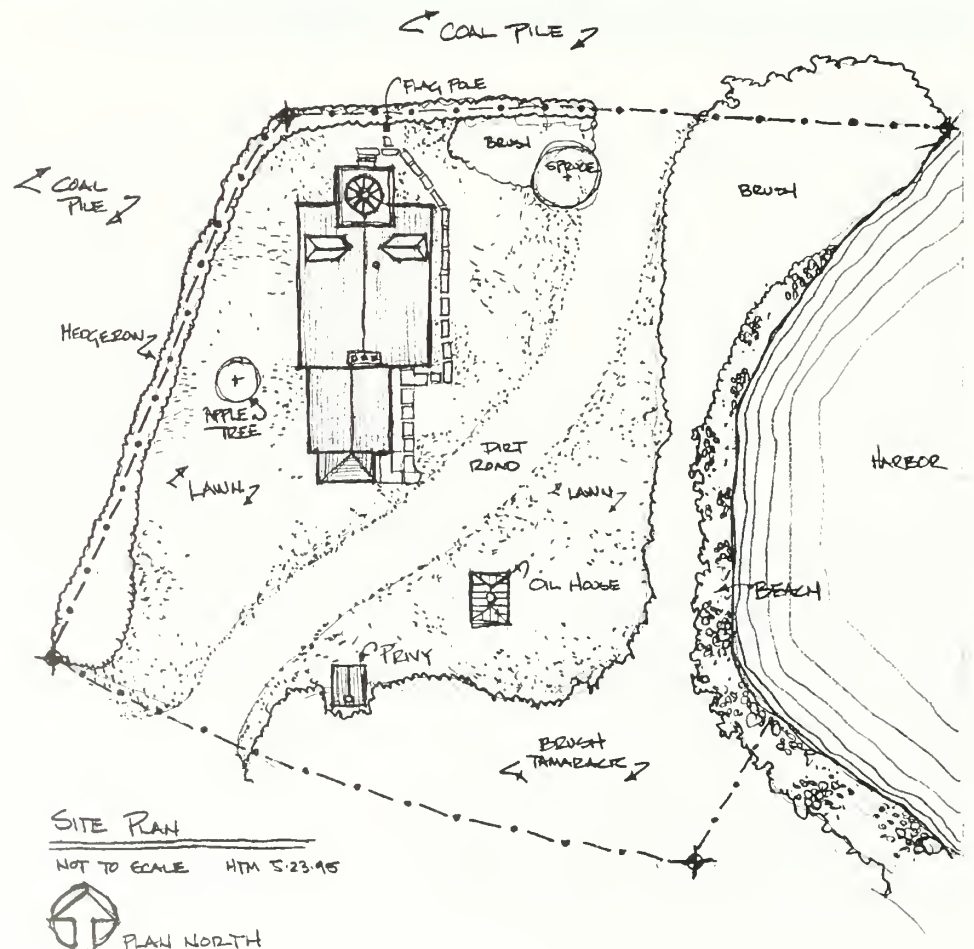 COAL PILE
FLAG POLE
BRUSH
SPRUCE
COAL
PILE
BRUSH
HEDGEROW
APPLE
TREE
DIRT
ROAD
HARBOR
LAWN
LAWN
OIL HOUSE
BEACH
PRIVY
BRUSH
TAMARACK
SITE PLAN
NOT TO SCALE HTM 5.23.95
PLAN NORTH